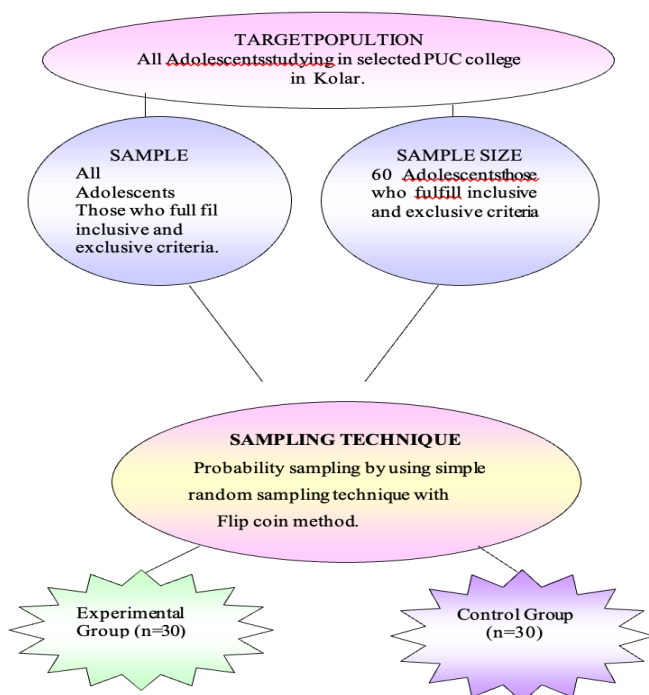 TARGETPOPULTION
All Adolescentsstudying in selected PUC college
in Kolar.
SAMPLE
All
Adolescents
Those who full fil
inclusive and
exclusive criteria.
SAMPLE SIZE
60 Adolescentsthose
who fulfill inclusive
and exclusive criteria
SAMPLING TECHNIQUE
Probability sampling by using simple
random sampling technique with
Flip coin method.
Experimental
Group (n=30)
Control Group
(n=30)